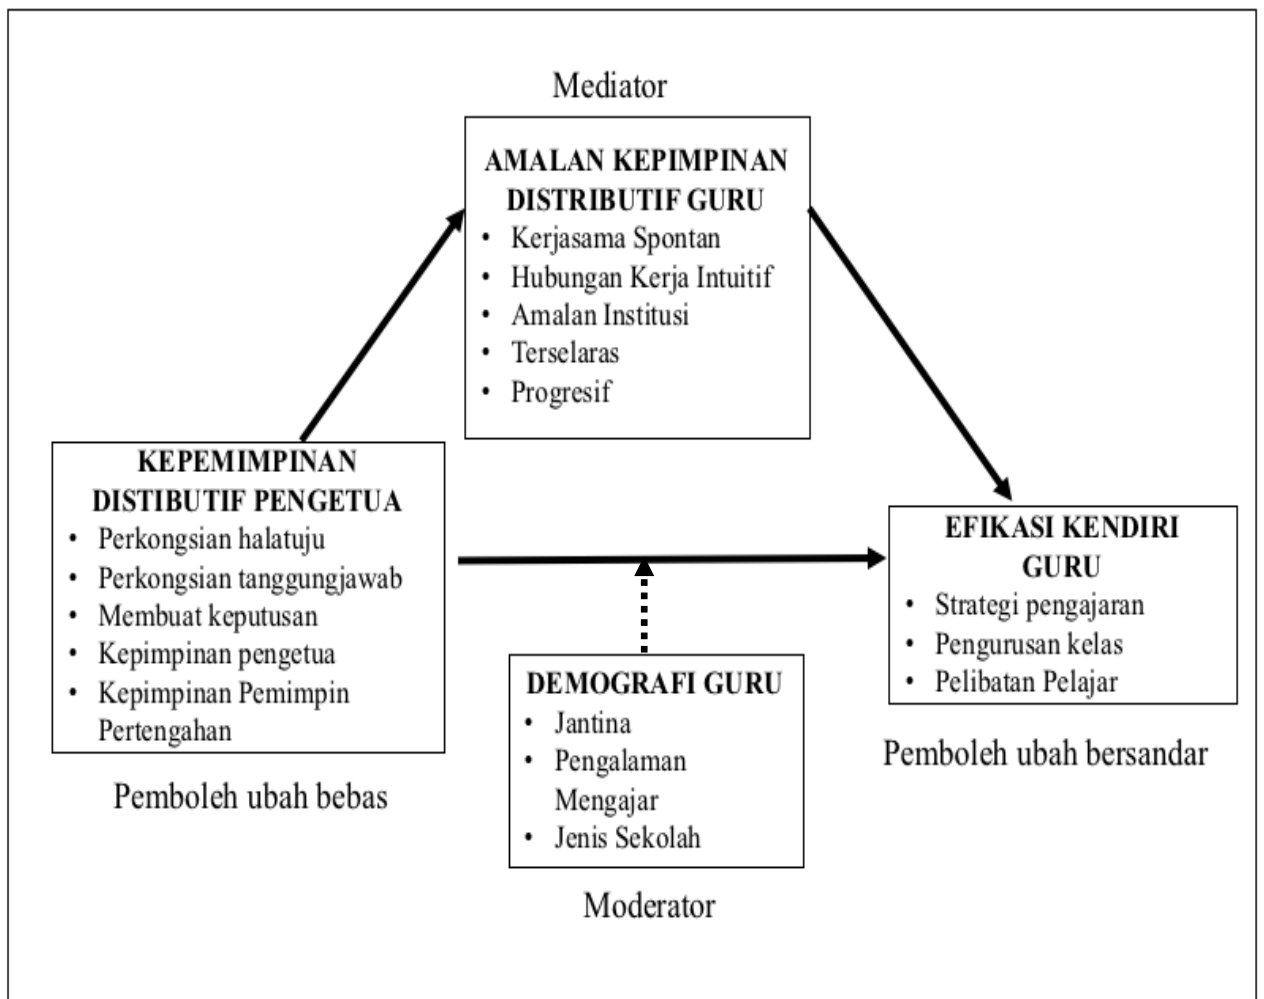 Mediator
AMALAN KEPIMPINAN
DISTRIBUTIF GURU
• Kerjasama Spontan
• Hubungan Kerja Intuitif
• Amalan Institusi
• Terselaras
• Progresif
KEPEMIMPINAN
DISTIBUTIF PENGETUA
• Perkongsian halatuju
• Perkongsian tanggungjawab
• Membuat keputusan
• Kepimpinan pengetua
• Kepimpinan Pemimpin
Pertengahan
Pemboleh ubah bebas
EFIKASI KENDIRI
GURU
• Strategi pengajaran
• Pengurusan kelas
• Pelibatan Pelajar
Pemboleh ubah bersandar
DEMOGRAFI GURU
• Jantina
• Pengalaman
Mengajar
• Jenis Sekolah
Moderator